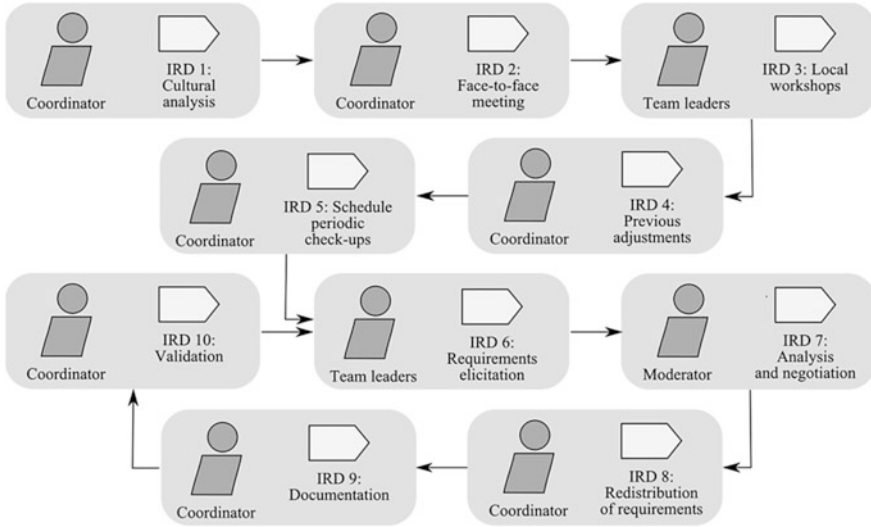 IRD 1:
Cultural
analysis
Coordinator
IRD 2:
Face-to-face
meeting
Coordinator
IRD 3: Local
workshops
Team leaders
IRD 5: Schedule
periodic
check-ups
Coordinator
IRD 4:
Previous
adjustments
Coordinator
IRD 10:
Validation
Coordinator
IRD 6:
Requirements
elicitation
Team leaders
IRD 7:
Analysis
and negotiation
Moderator
IRD 9:
Documentation
Coordinator
IRD 8:
Redistribution
of requirements
Coordinator